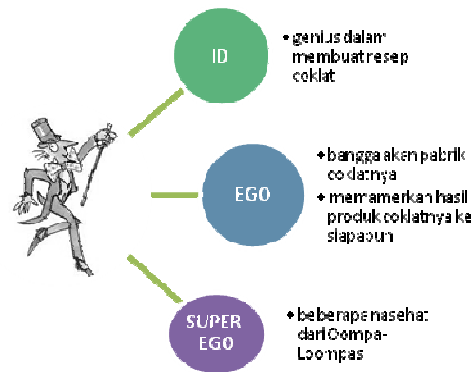 ID
• genius dalam
membuat resep
coklat
EGO
• bangga akan pabrik
coklatnya
• memamerkan hasil
produk coklatnya ke
siapapun
SUPER
EGO
• beberapa nasehat
dari Oompa-
Loompas